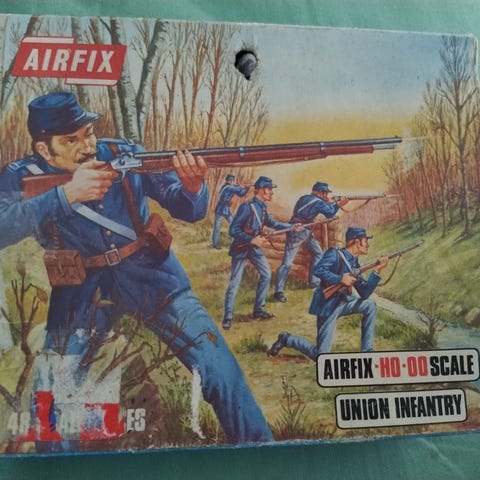 AIRFIX
AIRFIX-HO-OO SCALE
UNION INFANTRY